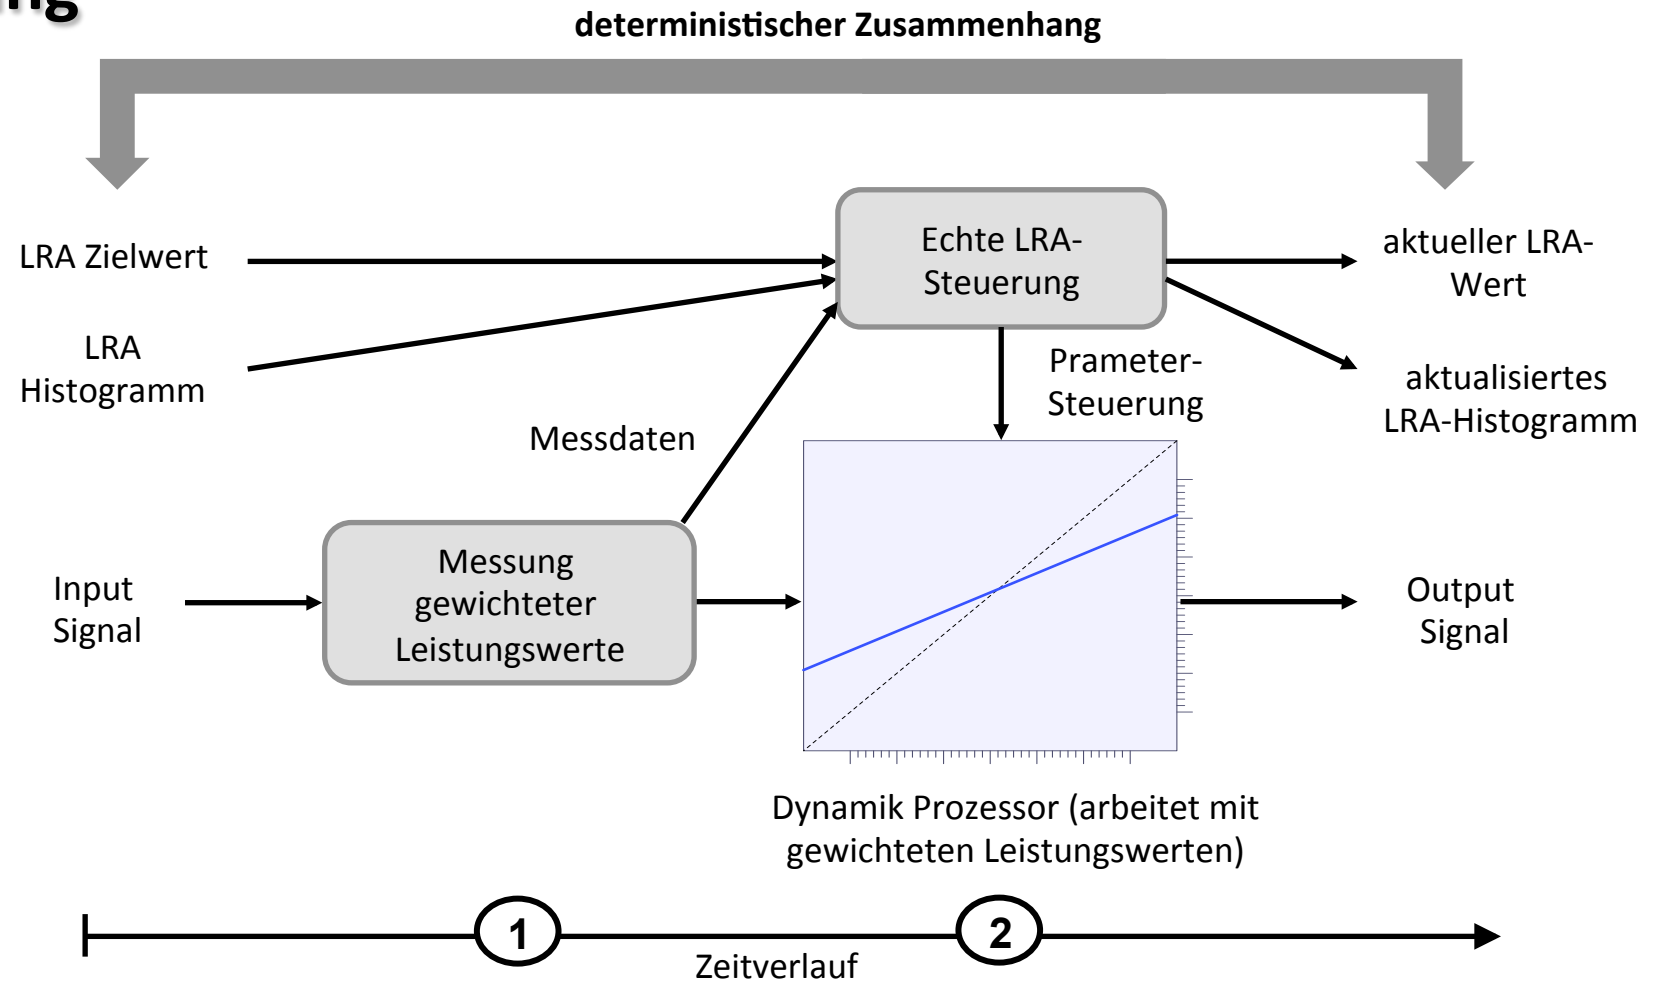 ung
deterministischer Zusammenhang
LRA Zielwert
Echte LRA-
Steuerung
aktueller LRA-
Wert
LRA
Histogramm
Prameter-
Steuerung
aktualisiertes
LRA-Histogramm
Messdaten
Input
Signal
Messung
gewichteter
Leistungswerte
Output
Signal
Dynamik Prozessor (arbeitet mit
gewichteten Leistungswerten)
1
2
Zeitverlauf